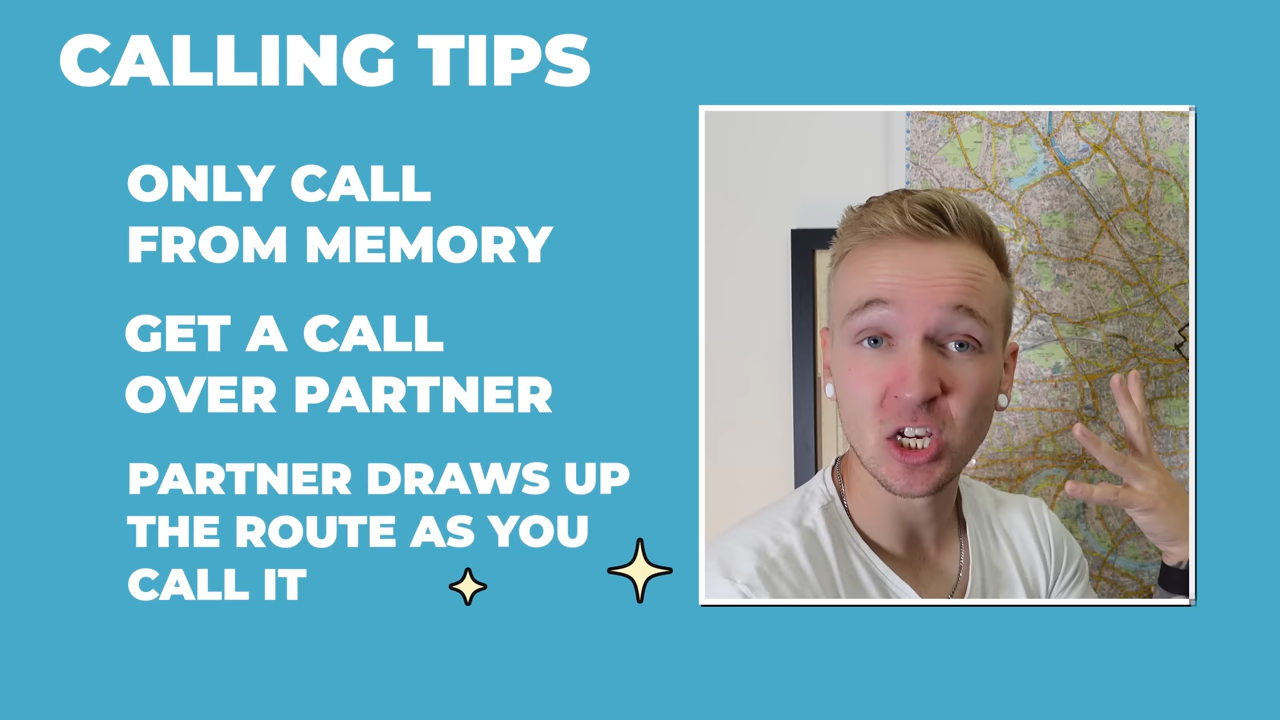 CALLING TIPS
ONLY CALL
FROM MEMORY
GET A CALL
OVER PARTNER
PARTNER DRAWS UP
THE ROUTE AS YOU
CALL IT